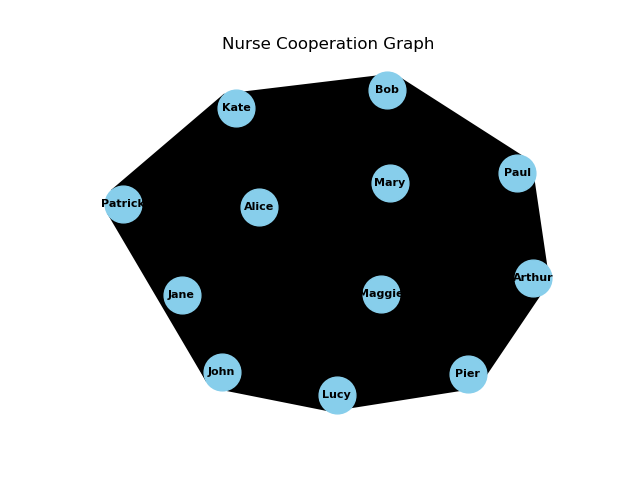 Nurse Cooperation Graph
Bob
Kate
Paul
Mary
Patrick
Alice
Arthur
Jane
Maggie
John
Pier
Lucy